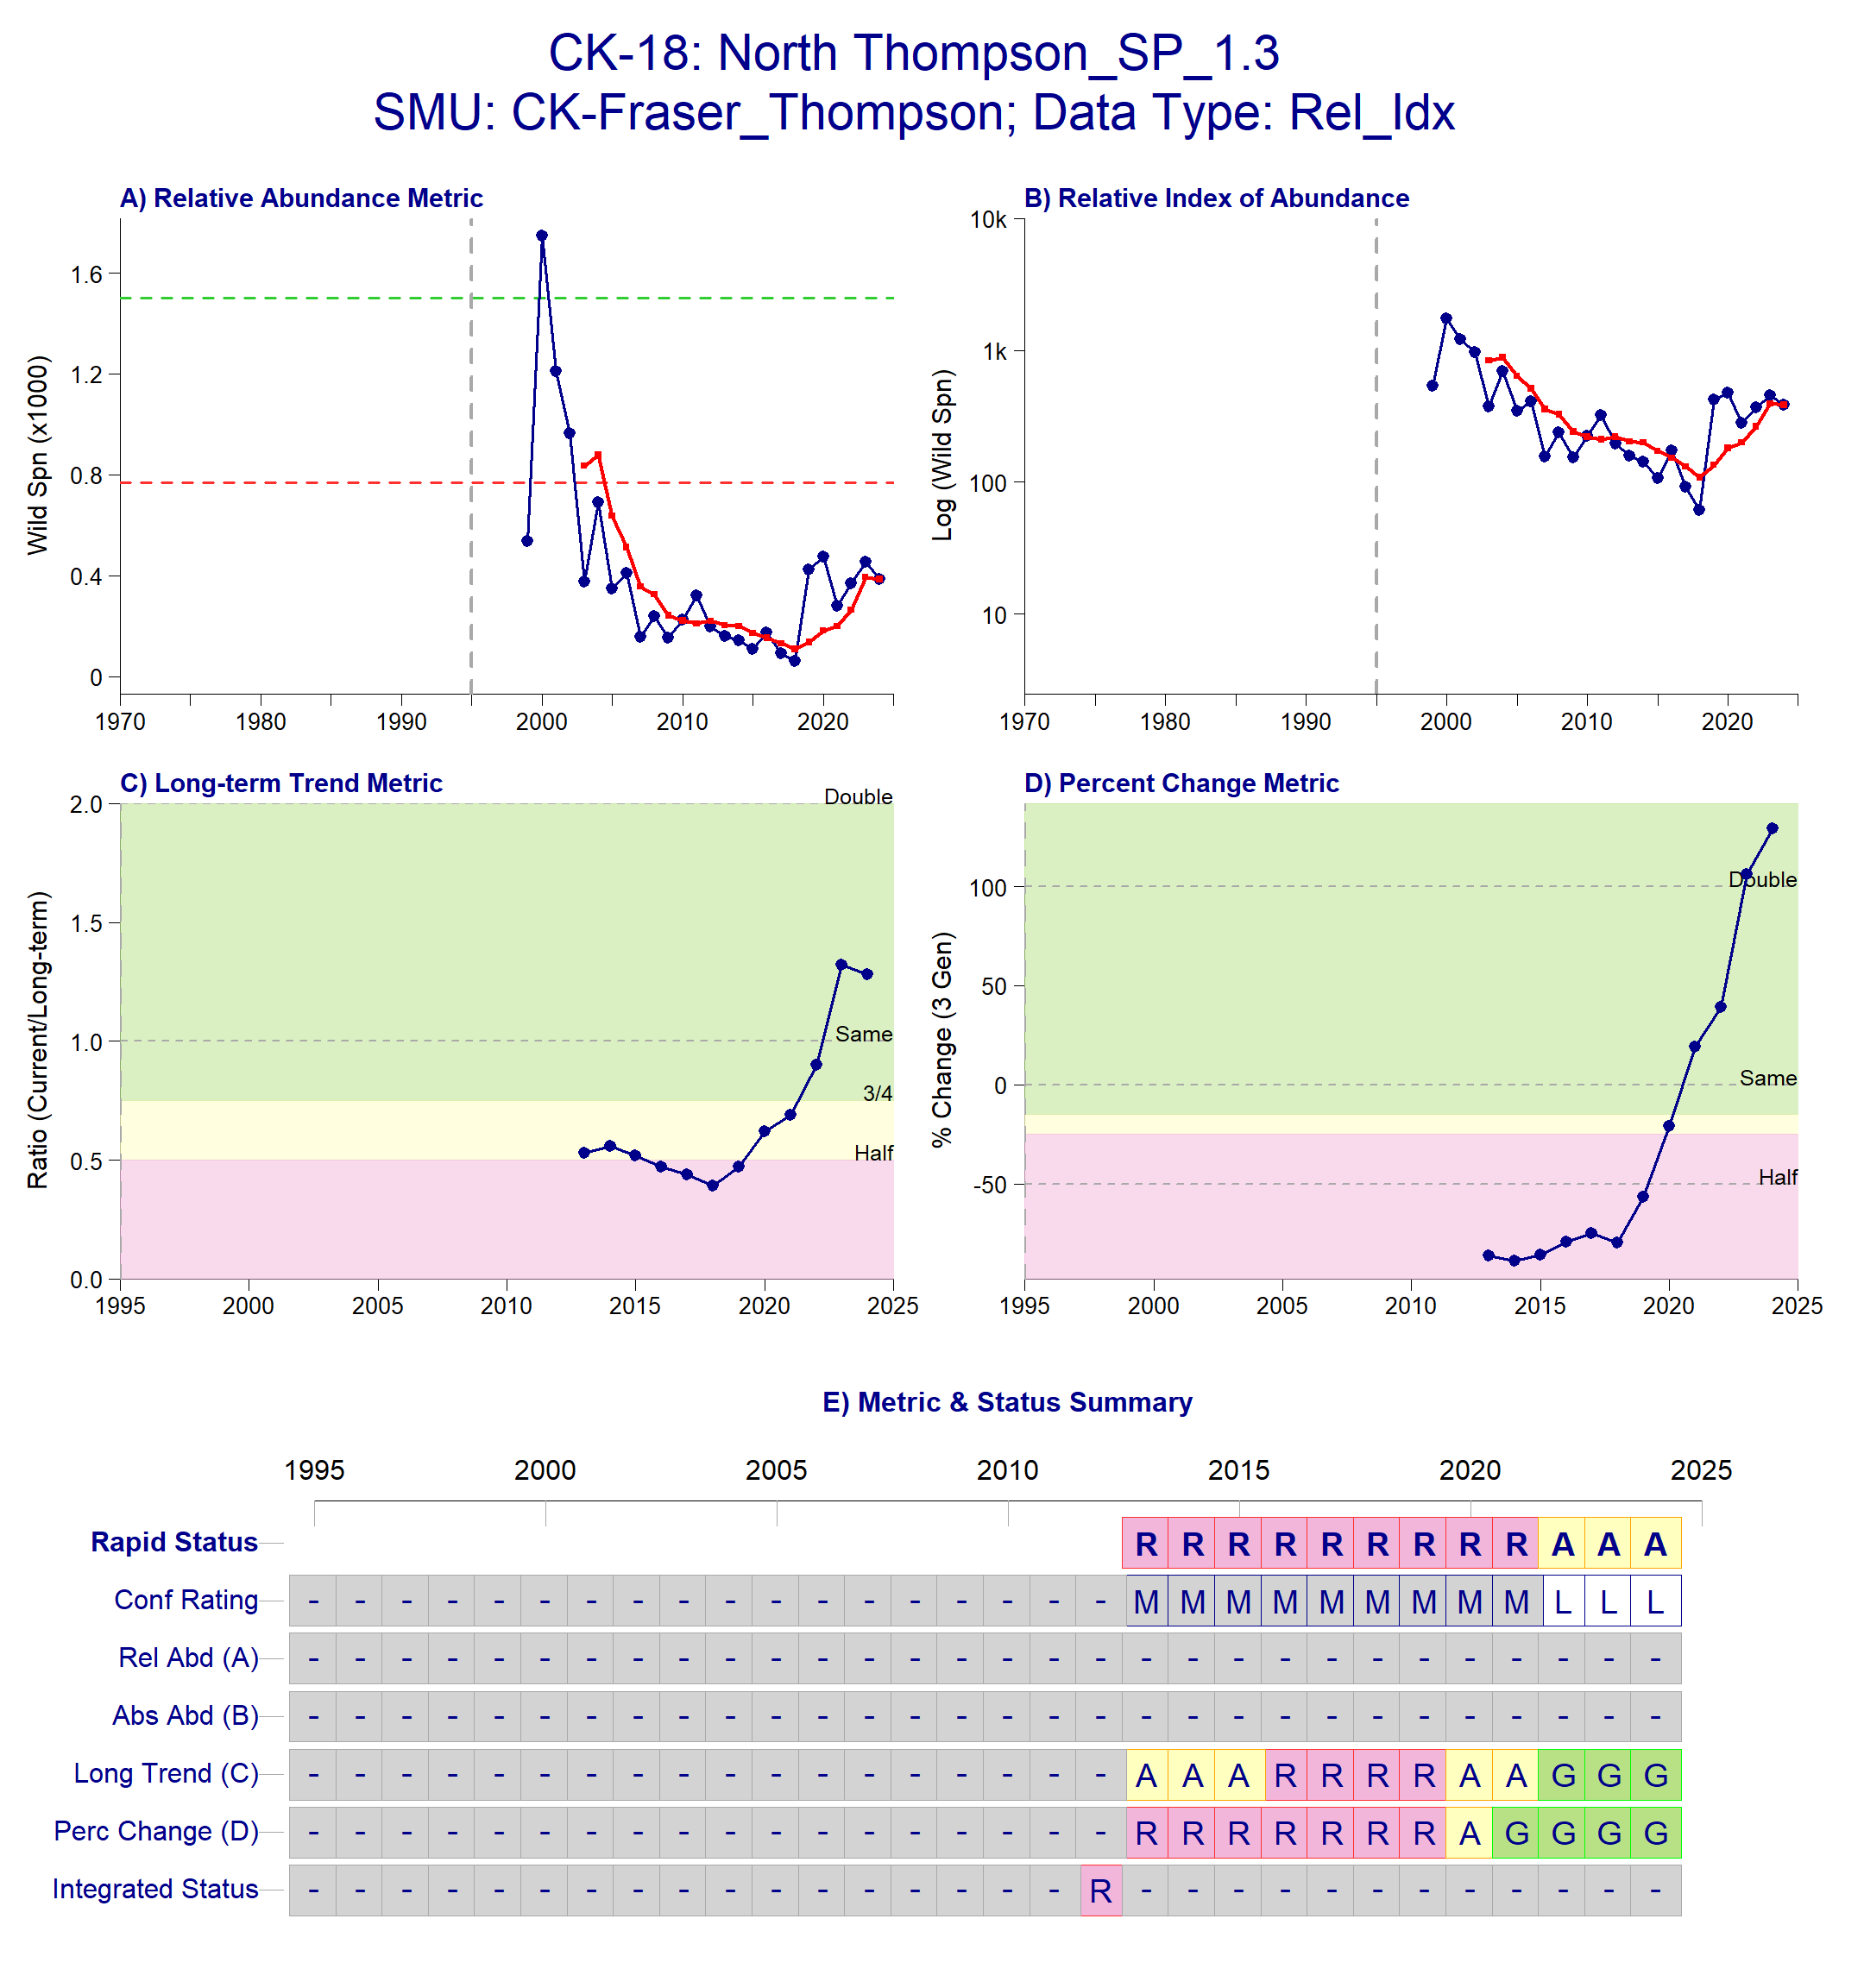 CK-18: North Thompson_SP_1.3
SMU: CK-Fraser_Thompson; Data Type: Rel_Idx
A) Relative Abundance Metric
Wild Spn (x1000)
1.6
1.2
0.8
0.4
0
1970 1980 1990 2000 2010 2020
B) Relative Index of Abundance
Log (Wild Spn)
10k
1k
100
10
1970 1980 1990 2000 2010 2020
C) Long-term Trend Metric
Ratio (Current/Long-term)
2.0
1.5
1.0
0.5
0.0
Double
Same
3/4
Half
1995 2000 2005 2010 2015 2020 2025
D) Percent Change Metric
% Change (3 Gen)
100
50
0
-50
Double
Same
Half
1995 2000 2005 2010 2015 2020 2025
E) Metric & Status Summary
1995 2000 2005 2010 2015 2020 2025
Rapid Status R R R R R R R R R A A A
Conf Rating - - - - - - - - - - - - - - - - - - M M M M M M M M M L L L
Rel Abd (A) - - - - - - - - - - - - - - - - - - - - - - - - - - - - - -
Abs Abd (B) - - - - - - - - - - - - - - - - - - - - - - - - - - - - - -
Long Trend (C) - - - - - - - - - - - - - - - - - - A A A R R R R A A G G G
Perc Change (D) - - - - - - - - - - - - - - - - - - R R R R R R R A G G G G
Integrated Status - - - - - - - - - - - - - - - - - R - - - - - - - - - - - -